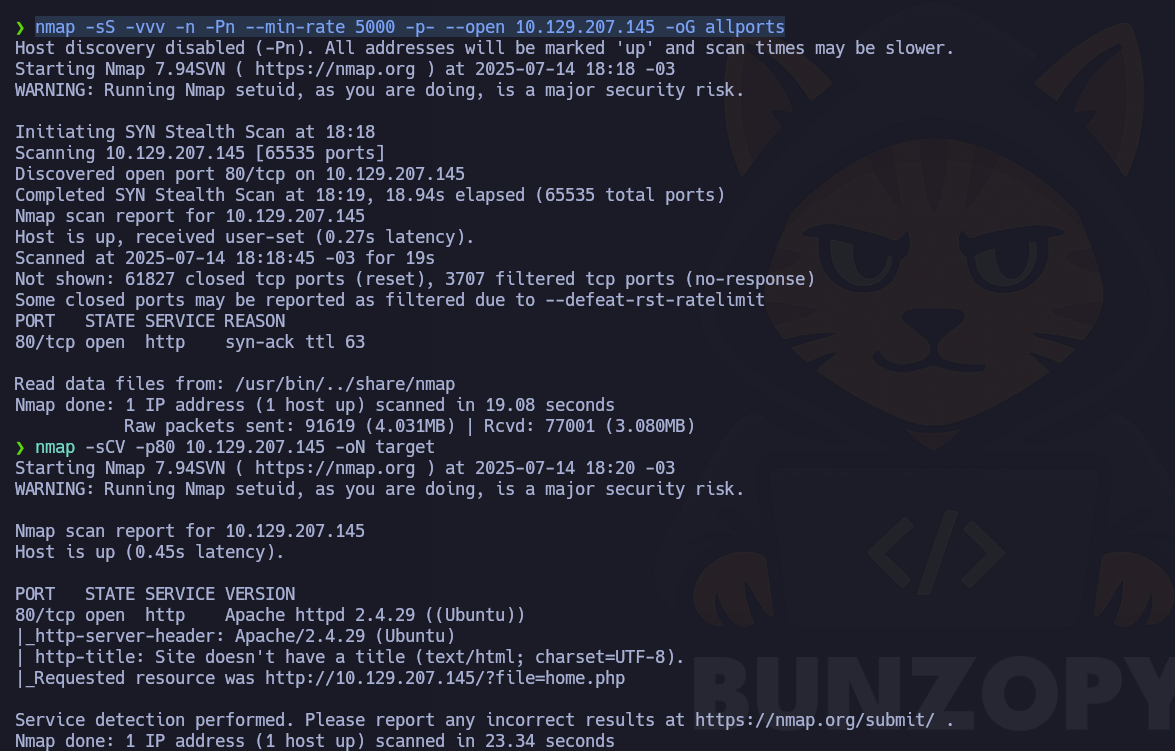 ❯ nmap -sS -vvv -n -Pn --min-rate 5000 -p- --open 10.129.207.145 -oG allports
Host discovery disabled (-Pn). All addresses will be marked 'up' and scan times may be slower.
Starting Nmap 7.94SVN ( https://nmap.org ) at 2025-07-14 18:18 -03
WARNING: Running Nmap setuid, as you are doing, is a major security risk.

Initiating SYN Stealth Scan at 18:18
Scanning 10.129.207.145 [65535 ports]
Discovered open port 80/tcp on 10.129.207.145
Completed SYN Stealth Scan at 18:19, 18.94s elapsed (65535 total ports)
Nmap scan report for 10.129.207.145
Host is up, received user-set (0.27s latency).
Scanned at 2025-07-14 18:18:45 -03 for 19s
Not shown: 61827 closed tcp ports (reset), 3707 filtered tcp ports (no-response)
Some closed ports may be reported as filtered due to --defeat-rst-ratelimit
PORT   STATE SERVICE REASON
80/tcp open  http    syn-ack ttl 63

Read data files from: /usr/bin/../share/nmap
Nmap done: 1 IP address (1 host up) scanned in 19.08 seconds
           Raw packets sent: 91619 (4.031MB) | Rcvd: 77001 (3.080MB)
❯ nmap -sCV -p80 10.129.207.145 -oN target
Starting Nmap 7.94SVN ( https://nmap.org ) at 2025-07-14 18:20 -03
WARNING: Running Nmap setuid, as you are doing, is a major security risk.

Nmap scan report for 10.129.207.145
Host is up (0.45s latency).

PORT   STATE SERVICE VERSION
80/tcp open  http    Apache httpd 2.4.29 ((Ubuntu))
|_http-server-header: Apache/2.4.29 (Ubuntu)
| http-title: Site doesn't have a title (text/html; charset=UTF-8).
|_Requested resource was http://10.129.207.145/?file=home.php

Service detection performed. Please report any incorrect results at https://nmap.org/submit/ .
Nmap done: 1 IP address (1 host up) scanned in 23.34 seconds
</>
BUNZOPY